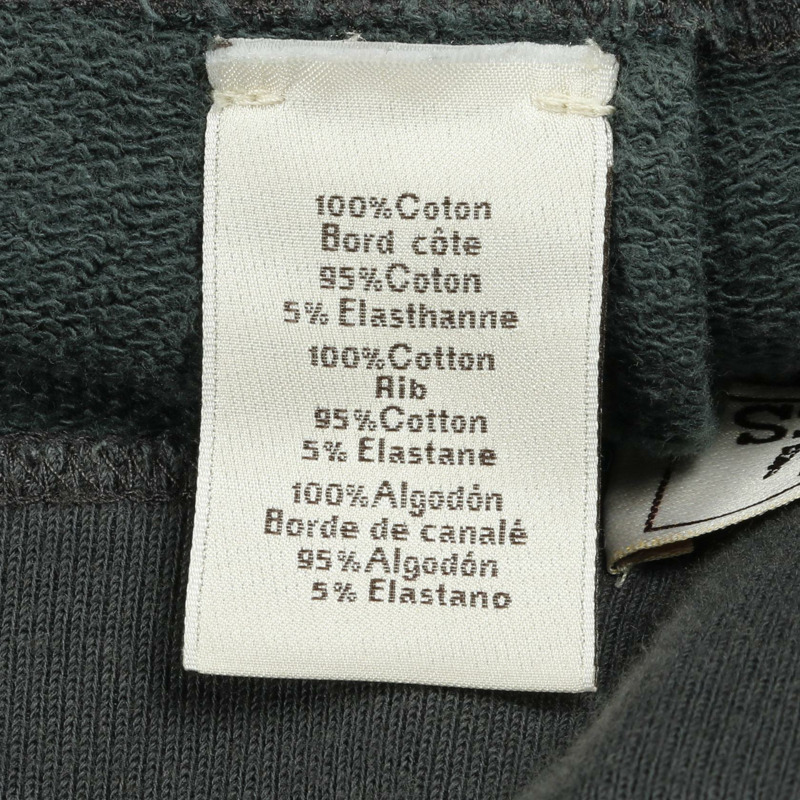 100%Coton
Bord côte
95%Coton
5% Elasthanne
100%Cotton
Rib
95%Cotton
5% Elastane
100%Algodón
Borde de canalé
95%Algodón
5% Elastano